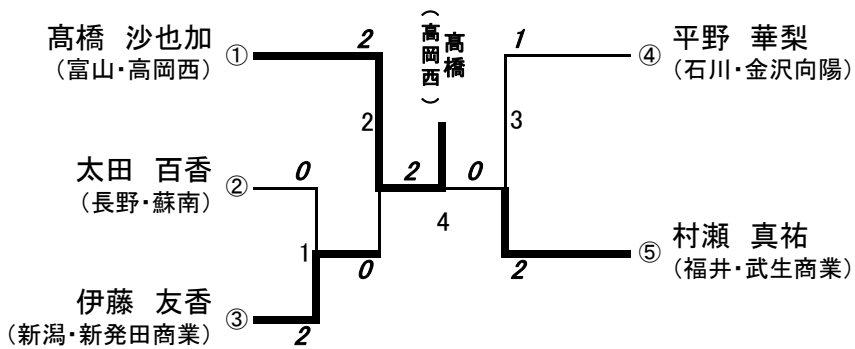 髙橋 沙也加
(富山・高岡西)
①
2
2
太田 百香
(長野・蘇南)
②
0
1
0
伊藤 友香
(新潟・新発田商業)
③
2
髙橋
(高岡西)
2
0
4
1
3
④
平野 華梨
(石川・金沢向陽)
2
⑤
村瀬 真祐
(福井・武生商業)